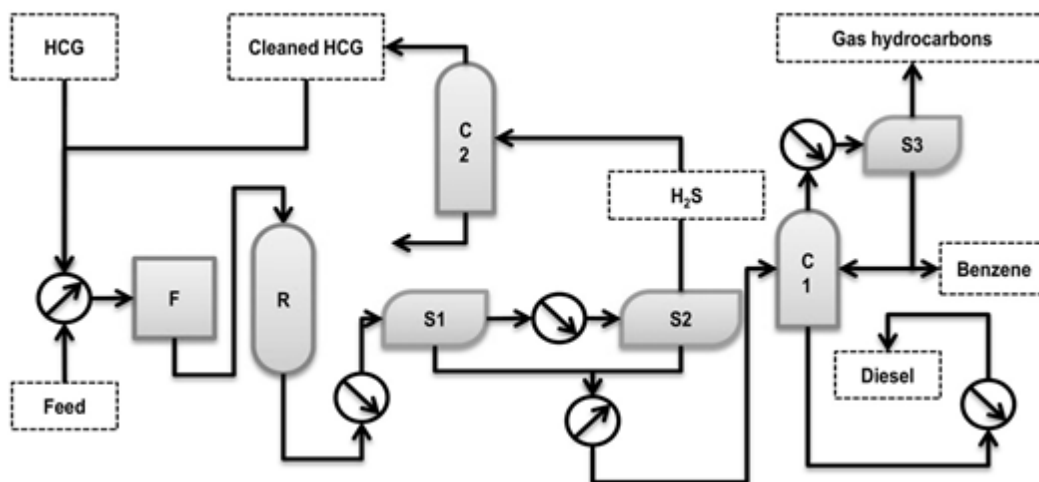 HCG
Cleaned HCG
Gas hydrocarbons
C
2
S3
H₂S
C
1
Benzene
F
R
S1
S2
Feed
Diesel